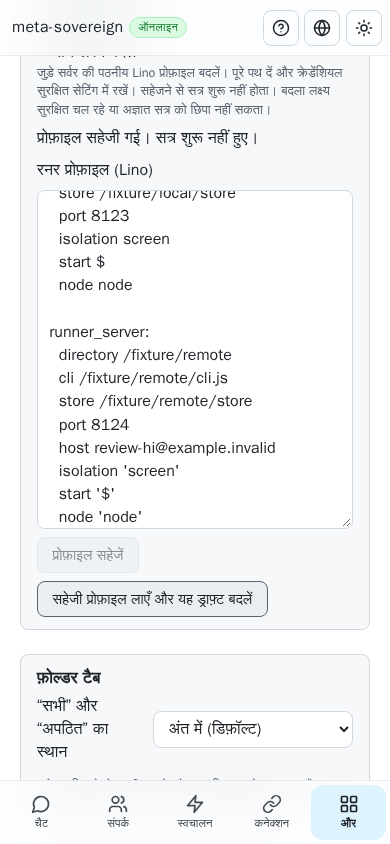 meta-sovereign ऑनलाइन
जुड़े सर्वर की पठनीय Lino प्रोफ़ाइल बदलें। पूरे पथ दें और क्रेडेंशियल
सुरक्षित सेटिंग में रखें। सहेजने से सत्र शुरू नहीं होता। बदला लक्ष्य
सुरक्षित चल रहे या अज्ञात सत्र को छिपा नहीं सकता।
प्रोफ़ाइल सहेजी गई। सत्र शुरू नहीं हुए।
रनर प्रोफ़ाइल (Lino)
store /fixture/local/store
port 8123
isolation screen
start $
node node
runner_server:
directory /fixture/remote
cli /fixture/remote/cli.js
store /fixture/remote/store
port 8124
host review-hi@example.invalid
isolation 'screen'
start '$'
node 'node'
प्रोफ़ाइल सहेजें
सहेजी प्रोफ़ाइल लाएँ और यह ड्राफ़्ट बदलें
फ़ोल्डर टैब
“सभी” और
“अपठित” का
स्थान
अंत में (डिफ़ॉल्ट)
चैट संपर्क स्वचालन कनेक्शन और